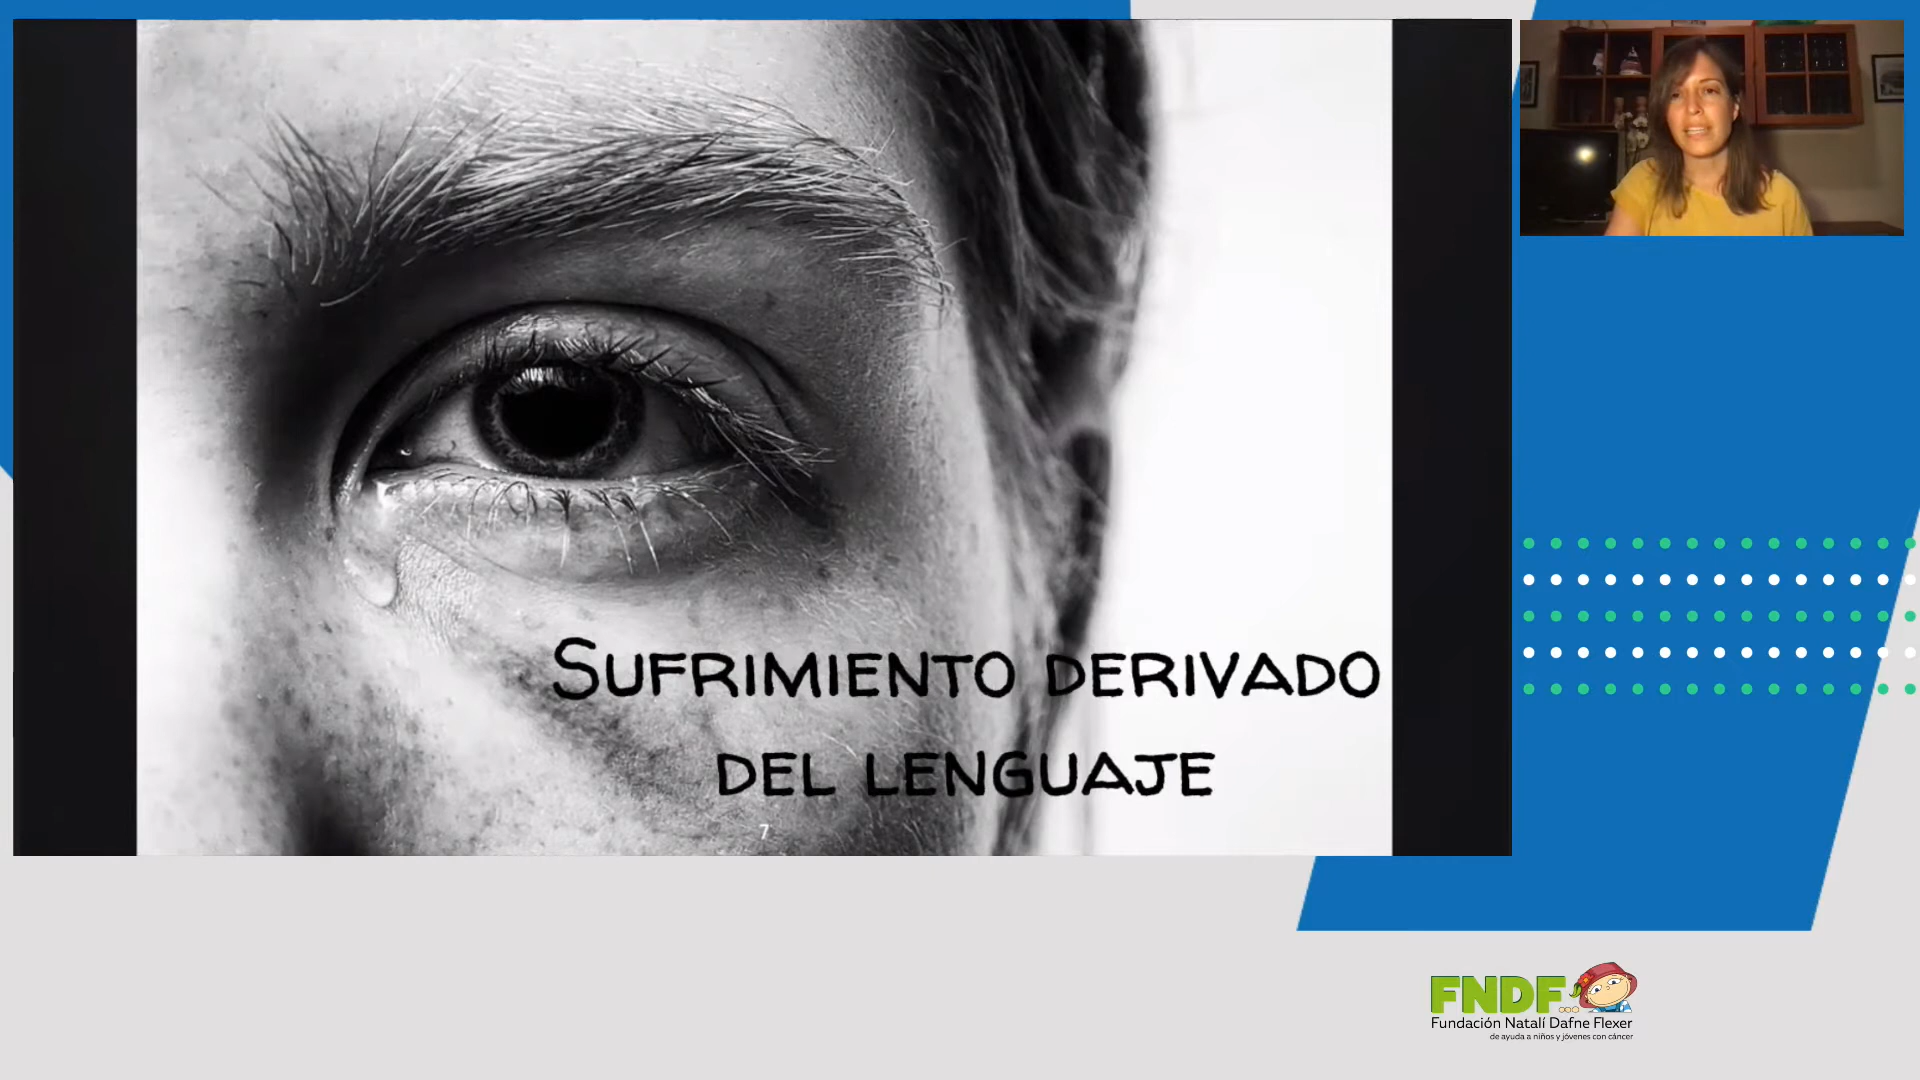 Sufrimiento derivado
del lenguaje
7
FNDF
Fundación Natalí Dafne Flexer
de ayuda a niños y jóvenes con cáncer